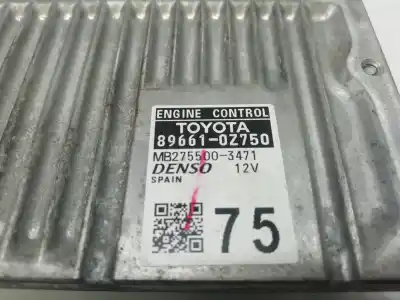 ENGINE CONTROL
TOYOTA
89661-0Z750
MB275500-3471
DENSO 12V
SPAIN
75